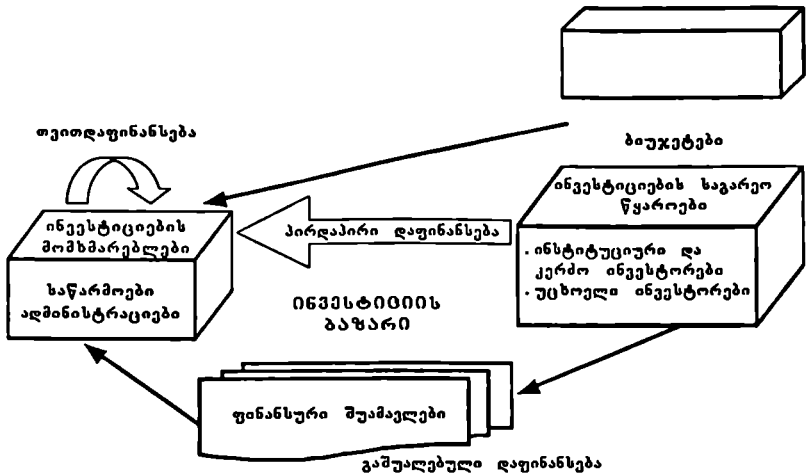 თვითდაფინანსება
ბიუჯეტები
ინვესტიციების საგარეო
წყაროები
ინვესტიციების
მომხმარებლები
პირდაპირი დაფინანსება
. ინსტიტუციური და
კერძო ინვესტორები
. უცხოელი ინვესტორები
საწარმოები
ადმინისტრაციები
ინვესტიციის
ბაზარი
ფინანსური შუამავლები
გაშუალებული დაფინანსება